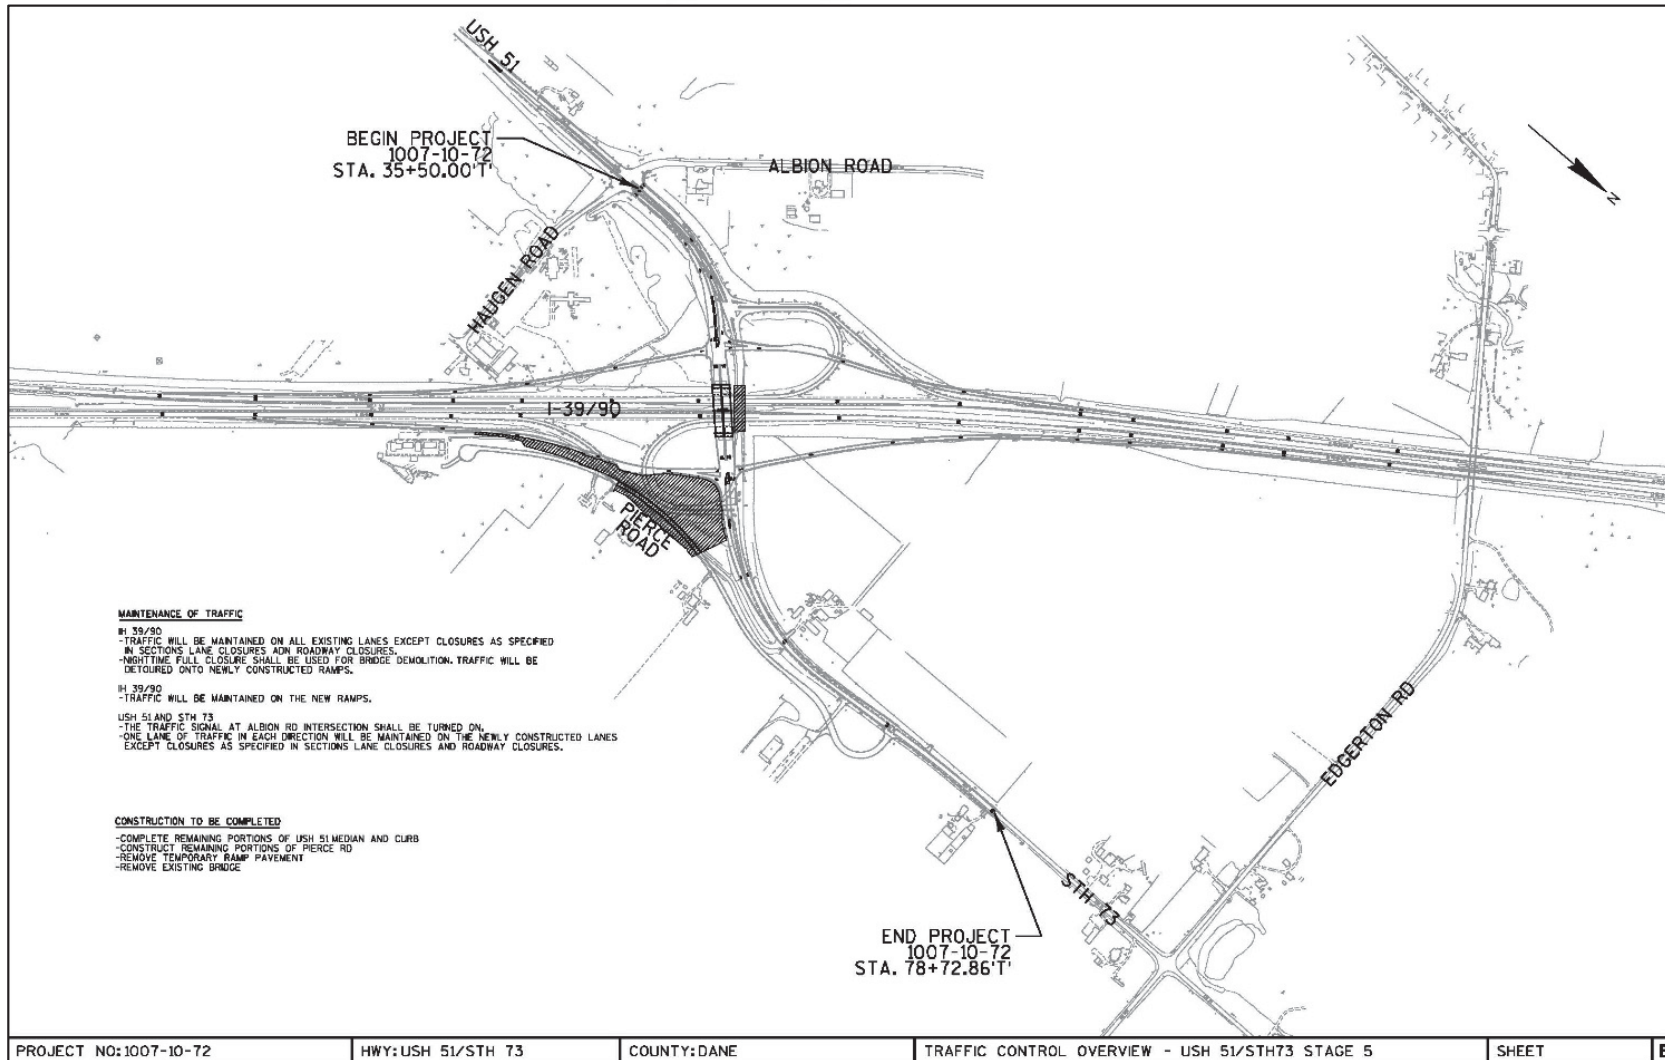 USH 51
BEGIN PROJECT
1007-10-72
STA. 35+50.00'T'
ALBION ROAD
N
HAUGEN ROAD
I-39/90
PIERCE
ROAD
MAINTENANCE OF TRAFFIC
IH 39/90
-TRAFFIC WILL BE MAINTAINED ON ALL EXISTING LANES EXCEPT CLOSURES AS SPECIFIED
IN SECTIONS LANE CLOSURES ADN ROADWAY CLOSURES.
-NIGHTTIME FULL CLOSURE SHALL BE USED FOR BRIDGE DEMOLITION. TRAFFIC WILL BE
DETOURED ONTO NEWLY CONSTRUCTED RAMPS.
IH 39/90
-TRAFFIC WILL BE MAINTAINED ON THE NEW RAMPS.
USH 51 AND STH 73
-THE TRAFFIC SIGNAL AT ALBION RD INTERSECTION SHALL BE TURNED ON.
-ONE LANE OF TRAFFIC IN EACH DIRECTION WILL BE MAINTAINED ON THE NEWLY CONSTRUCTED LANES
EXCEPT CLOSURES AS SPECIFIED IN SECTIONS LANE CLOSURES AND ROADWAY CLOSURES.
EDGERTON RD
CONSTRUCTION TO BE COMPLETED
-COMPLETE REMAINING PORTIONS OF USH 51 MEDIAN AND CURB
-CONSTRUCT REMAINING PORTIONS OF PIERCE RD
-REMOVE TEMPORARY RAMP PAVEMENT
-REMOVE EXISTING BRIDGE
STH 73
END PROJECT
1007-10-72
STA. 78+72.86'T'
PROJECT NO:1007-10-72
HWY:USH 51/STH 73
COUNTY:DANE
TRAFFIC CONTROL OVERVIEW - USH 51/STH73 STAGE 5
SHEET